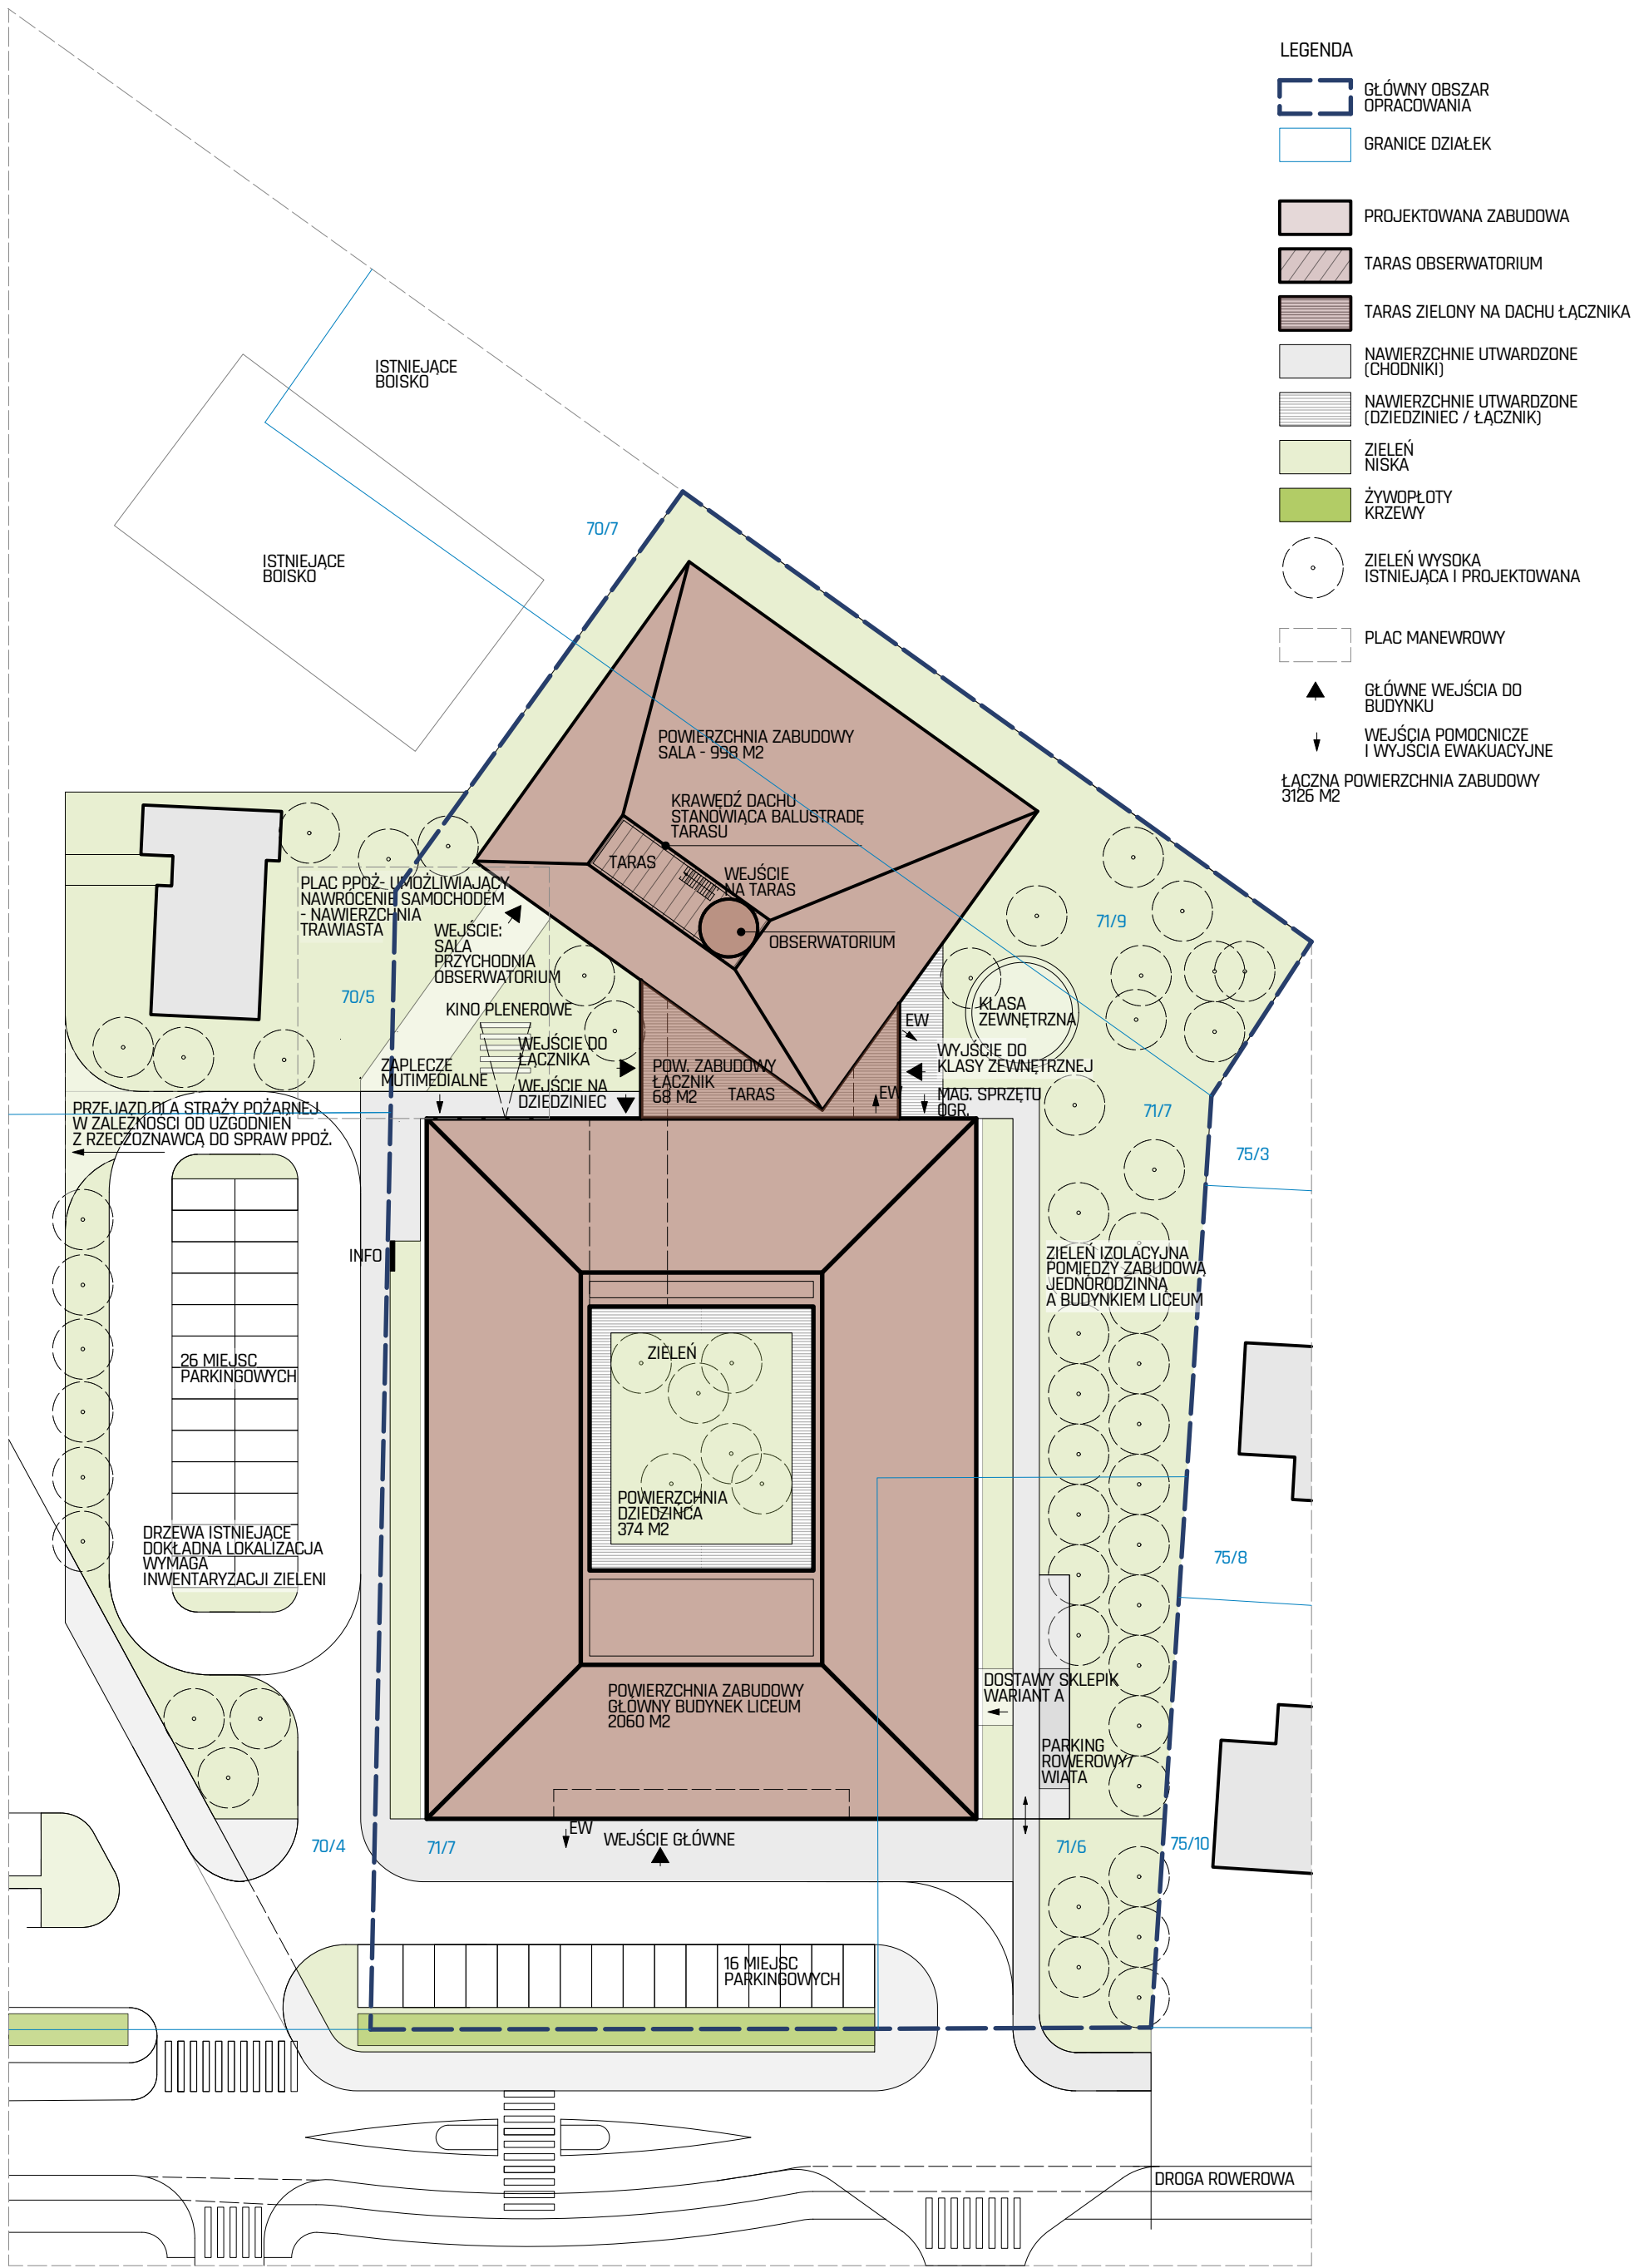 LEGENDA
GŁÓWNY OBSZAR
OPRACOWANIA
GRANICE DZIAŁEK
PROJEKTOWANA ZABUDOWA
TARAS OBSERWATORIUM
TARAS ZIELONY NA DACHU ŁĄCZNIKA
NAWIERZCHNIE UTWARDZONE
(CHODNIKI)
NAWIERZCHNIE UTWARDZONE
(DZIEDZINIEC / ŁĄCZNIK)
ZIELEŃ
NISKA
ŻYWOPŁOTY
KRZEWY
ZIELEŃ WYSOKA
ISTNIEJĄCA I PROJEKTOWANA
PLAC MANEWROWY
GŁÓWNE WEJŚCIA DO
BUDYNKU
WEJŚCIA POMOCNICZE
I WYJŚCIA EWAKUACYJNE
ŁĄCZNA POWIERZCHNIA ZABUDOWY
3126 M2
ISTNIEJĄCE
BOISKO
ISTNIEJĄCE
BOISKO
70/7
POWIERZCHNIA ZABUDOWY
SALA - 998 M2
KRAWĘDŹ DACHU
STANOWIĄCA BALUSTRADĘ
TARASU
TARAS
WEJŚCIE
NA TARAS
OBSERWATORIUM
PLAC P.POŻ- UMOŻLIWIAJĄCY
NAWRÓCENIE SAMOCHODEM
- NAWIERZCHNIA
TRAWIASTA
WEJŚCIE:
SALA
PRZYCHODNIA
OBSERWATORIUM
70/5
71/9
KINO PLENEROWE
KLASA
ZEWNĘTRZNA
EW
WEJŚCIE DO
ŁĄCZNIKA
WYJŚCIE DO
KLASY ZEWNĘTRZNEJ
ZAPLECZE
MUTIMEDIALNE
WEJŚCIE NA
DZIEDZINIEC
POW. ZABUDOWY
ŁĄCZNIK
68 M2
TARAS
EW
MAG. SPRZĘTO
OGR.
PRZEJAZD DLA STRAŻY POŻARNEJ
W ZALEŻNOŚCI OD UZGODNIEŃ
Z RZECZOZNAWCĄ DO SPRAW PPOŻ.
71/7
75/3
INFO
ZIELEŃ IZOLACYJNA
POMIĘDZY ZABUDOWĄ
JEDNORODZINNĄ
A BUDYNKIEM LICEUM
26 MIEJSC
PARKINGOWYCH
ZIELEŃ
POWIERZCHNIA
DZIEDZIŃCA
374 M2
DRZEWA ISTNIEJĄCE
DOKŁADNA LOKALIZACJA
WYMAGA
INWENTARYZACJI ZIELENI
75/8
POWIERZCHNIA ZABUDOWY
GŁÓWNY BUDYNEK LICEUM
2060 M2
DOSTAWY SKLEPIK
WARIANT A
PARKING
ROWEROWY/
WIATA
EW
WEJŚCIE GŁÓWNE
70/4
71/7
71/6
75/10
16 MIEJSC
PARKINGOWYCH
DROGA ROWEROWA